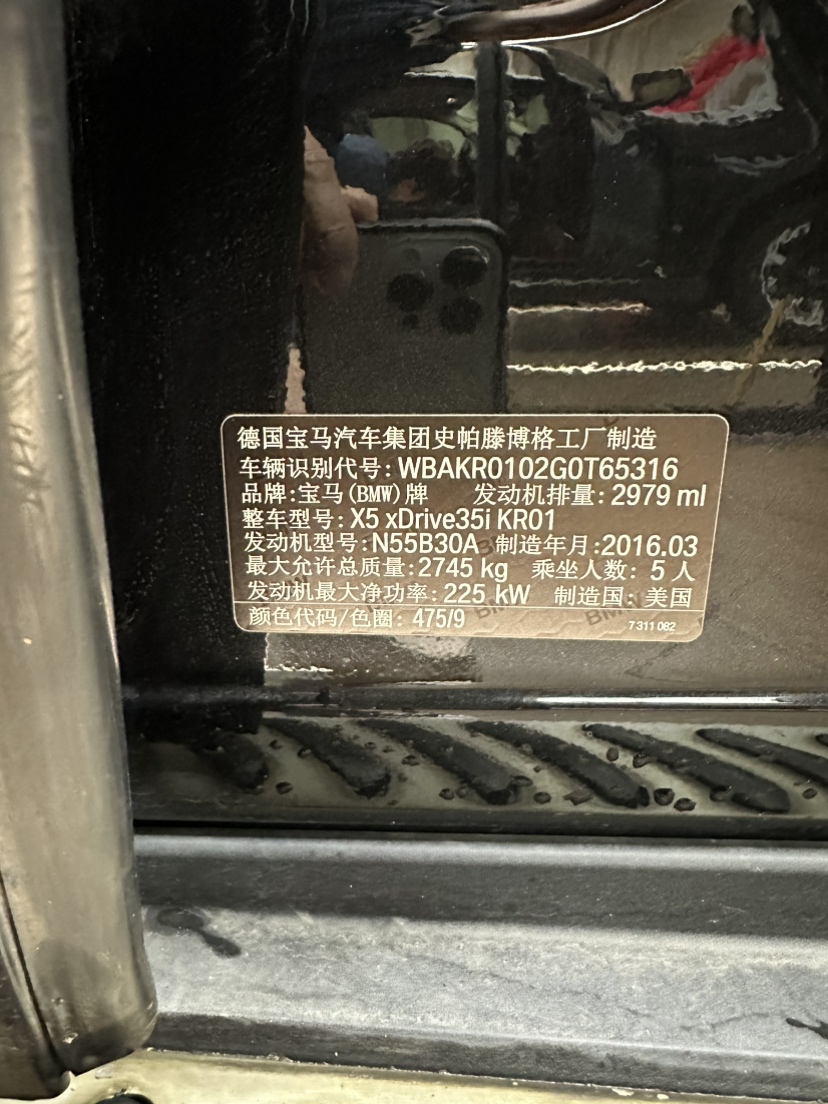 德国宝马汽车集团史帕滕博格工厂制造
车辆识别代号: WBAKR0102G0T65316
品牌:宝马(BMW)牌 发动机排量: 2979 ml
整车型号: X5 xDrive35i KR01
发动机型号:N55B30A 制造年月:2016.03
最大允许总质量: 2745 kg 乘坐人数: 5 人
发动机最大净功率: 225 kW 制造国: 美国
颜色代码/色圈: 475/9
7311082